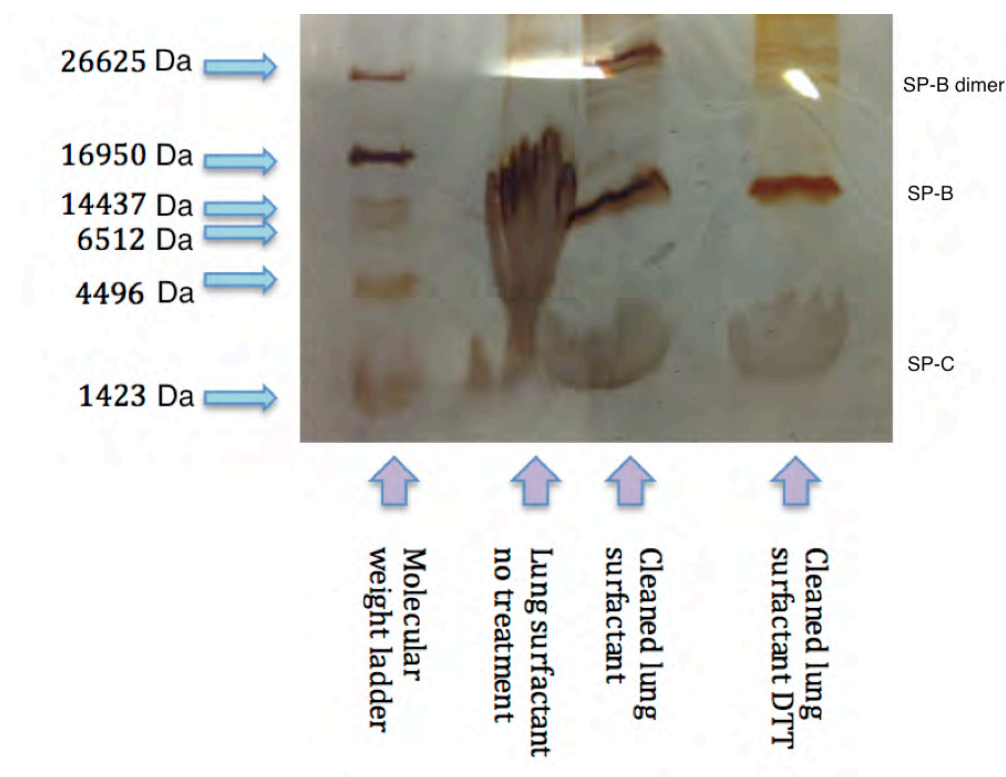 26625 Da
16950 Da
14437 Da
6512 Da
4496 Da
1423 Da
SP-B dimer
SP-B
SP-C
Molecular
weight ladder
Lung surfactant
no treatment
Cleaned lung
surfactant
Cleaned lung
surfactant DTT